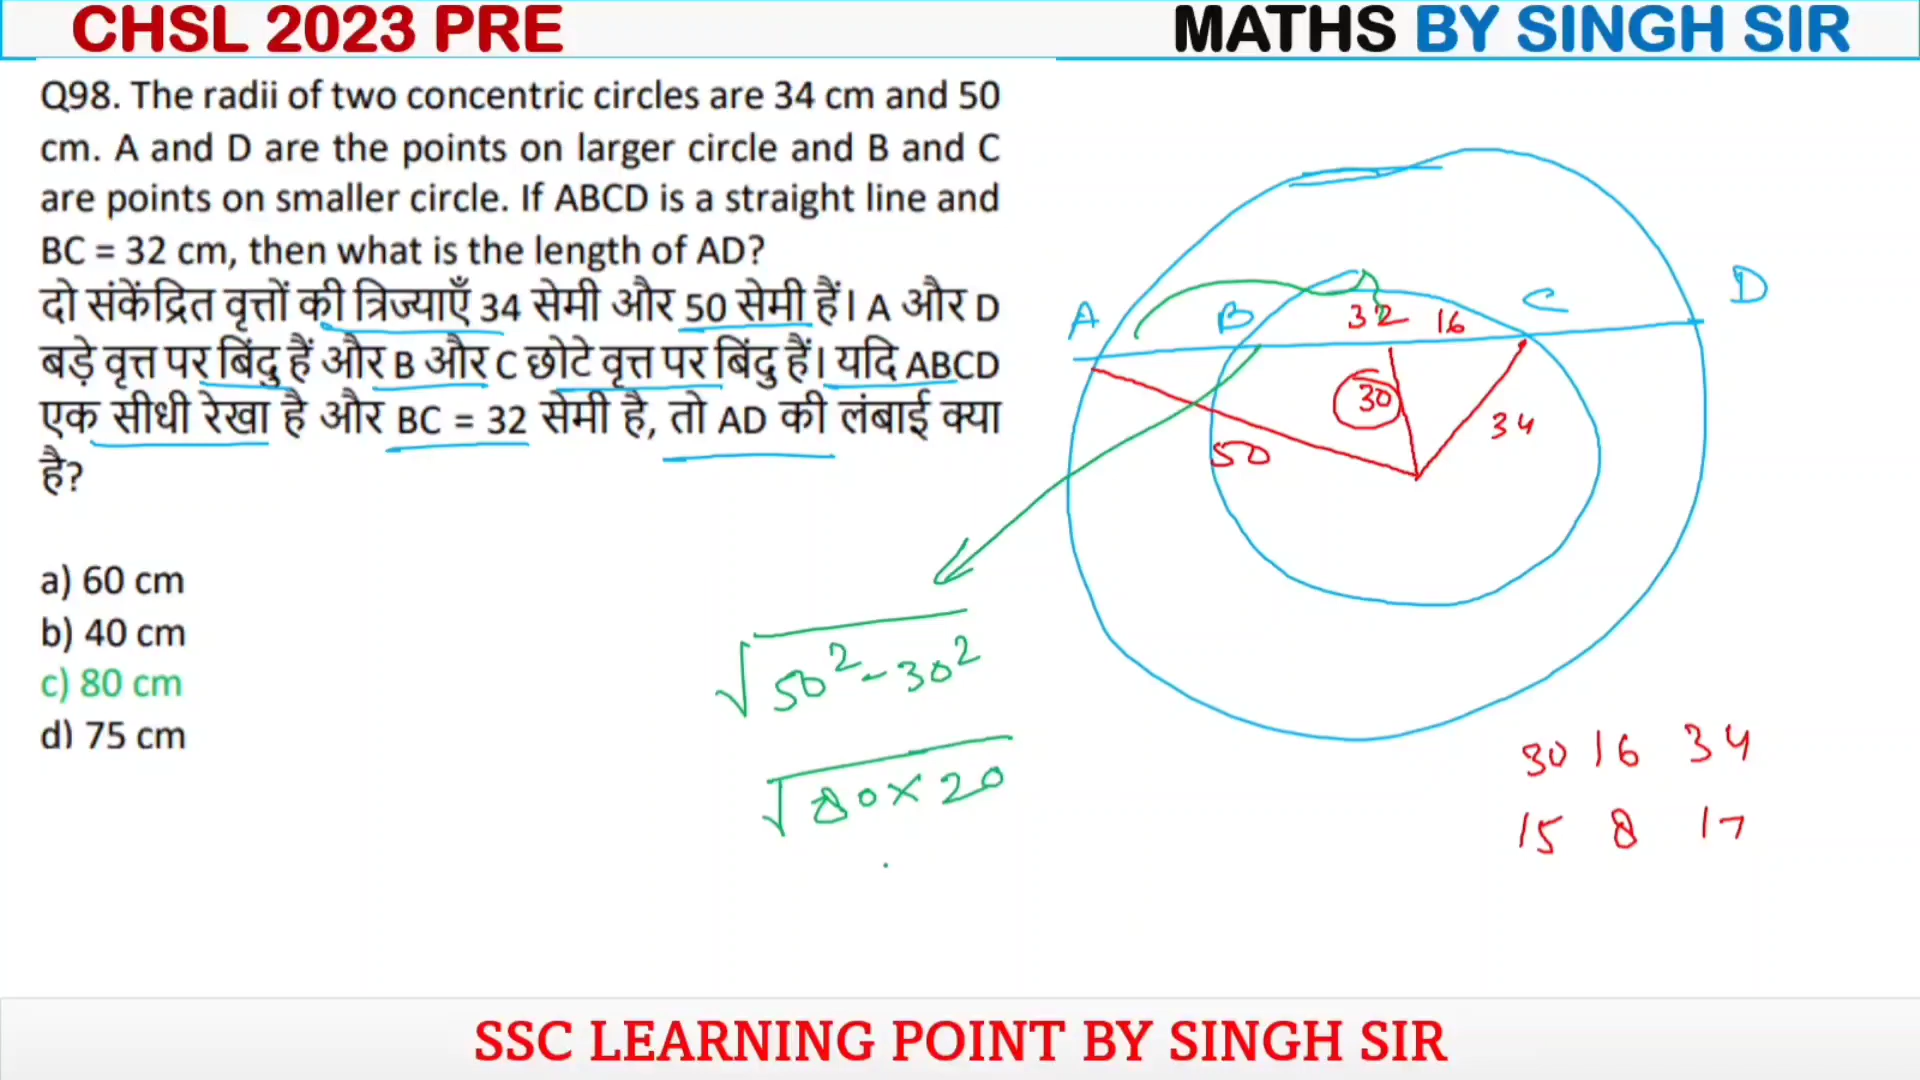 CHSL 2023 PRE
MATHS BY SINGH SIR
Q98. The radii of two concentric circles are 34 cm and 50
cm. A and D are the points on larger circle and B and C
are points on smaller circle. If ABCD is a straight line and
BC = 32 cm, then what is the length of AD?
दो संकेंद्रित वृत्तों की त्रिज्याएँ 34 सेमी और 50 सेमी हैं। A और D
बड़े वृत्त पर बिंदु हैं और B और C छोटे वृत्त पर बिंदु हैं। यदि ABCD
एक सीधी रेखा है और BC = 32 सेमी है, तो AD की लंबाई क्या
है?
a) 60 cm
b) 40 cm
c) 80 cm
d) 75 cm
A B C D
32 16
30
34
50
√50²-30²
√80×20
30 16 34
15 8 17
SSC LEARNING POINT BY SINGH SIR